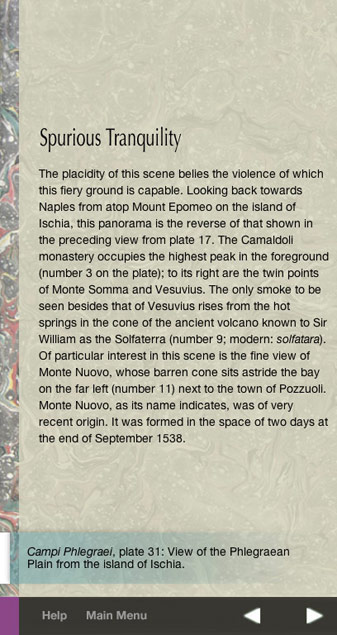 Spurious Tranquility
The placidity of this scene belies the violence of which
this fiery ground is capable. Looking back towards
Naples from atop Mount Epomeo on the island of
Ischia, this panorama is the reverse of that shown in
the preceding view from plate 17. The Camaldoli
monastery occupies the highest peak in the foreground
(number 3 on the plate); to its right are the twin points
of Monte Somma and Vesuvius. The only smoke to be
seen besides that of Vesuvius rises from the hot
springs in the cone of the ancient volcano known to Sir
William as the Solfaterra (number 9; modern: solfatara).
Of particular interest in this scene is the fine view of
Monte Nuovo, whose barren cone sits astride the bay
on the far left (number 11) next to the town of Pozzuoli.
Monte Nuovo, as its name indicates, was of very
recent origin. It was formed in the space of two days at
the end of September 1538.
Campi Phlegraei, plate 31: View of the Phlegraean
Plain from the island of Ischia.
Help Main Menu